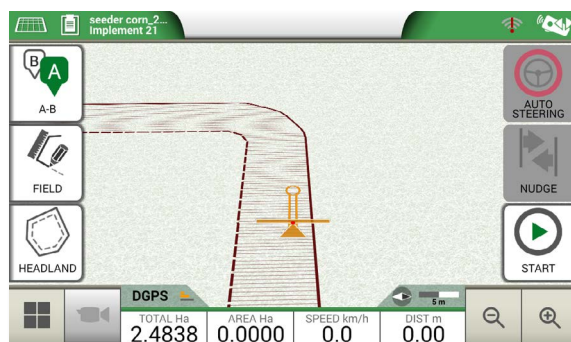 seeder corn_2...
Implement 21
B
A
A-B
FIELD
HEADLAND
AUTO
STEERING
NUDGE
START
DGPS
5 m
TOTAL Ha
2.4838
AREA Ha
0.0000
SPEED km/h
0.0
DIST m
0.00